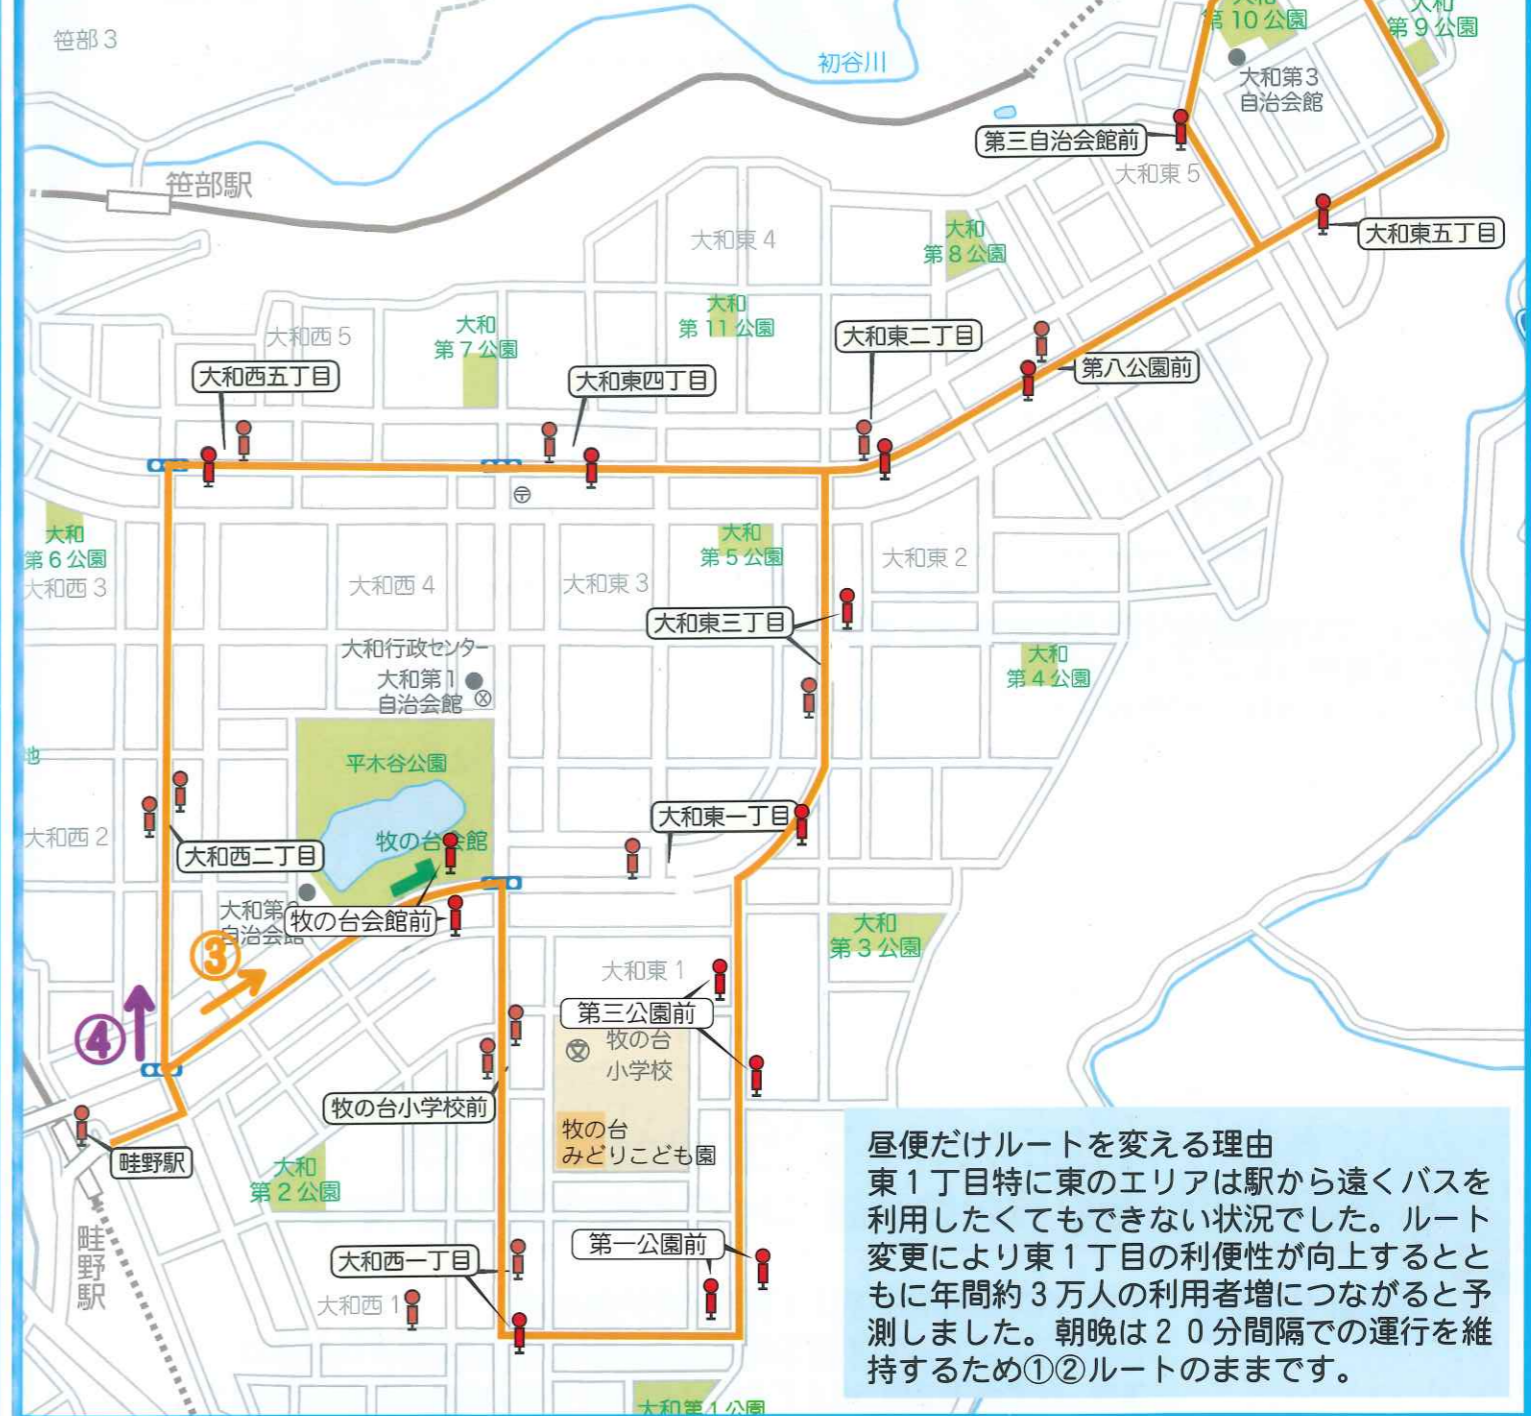 大和
第10公園
大和
第9公園
笹部3
初谷川
大和第3
自治会館
第三自治会館前
大和東5
笹部駅
大和東五丁目
大和東4
大和
第8公園
大和
第11公園
大和
第7公園
大和西5
大和東二丁目
第八公園前
大和西五丁目
大和東四丁目
〒
大和
第6公園
大和西3
大和西4
大和東3
大和
第5公園
大和東2
大和東三丁目
大和行政センター
大和第1
自治会館
大和
第4公園
地
平木谷公園
大和西2
牧の台会館
大和東一丁目
大和西二丁目
大和第
自治会館
牧の台会館前
大和
第3公園
③
大和東1
第三公園前
④
牧の台
小学校
文
牧の台小学校前
牧の台
みどりこども園
畦野駅
大和
第2公園
畦野駅
大和西一丁目
第一公園前
大和西1
大和第1公園
昼便だけルートを変える理由
東1丁目特に東のエリアは駅から遠くバスを
利用したくてもできない状況でした。ルート
変更により東1丁目の利便性が向上するとと
もに年間約3万人の利用者増につながると予
測しました。朝晩は20分間隔での運行を維
持するため①②ルートのままです。